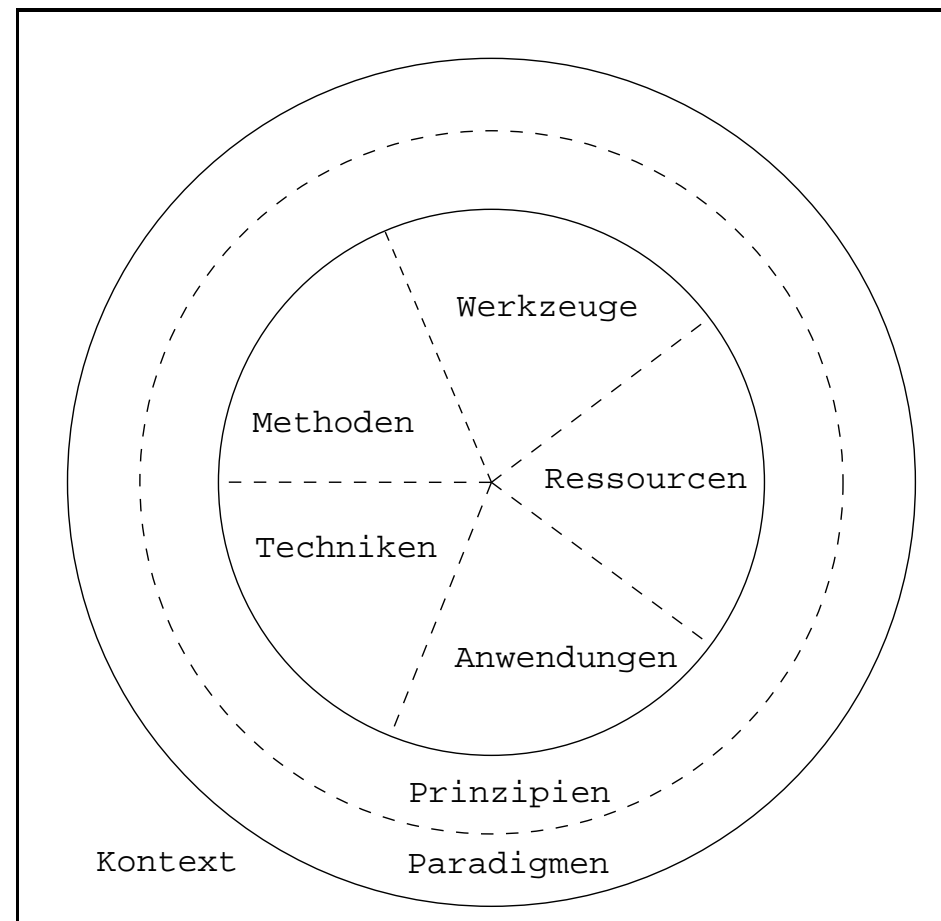 Werkzeuge
Methoden
Ressourcen
Techniken
Anwendungen
Prinzipien
Kontext
Paradigmen